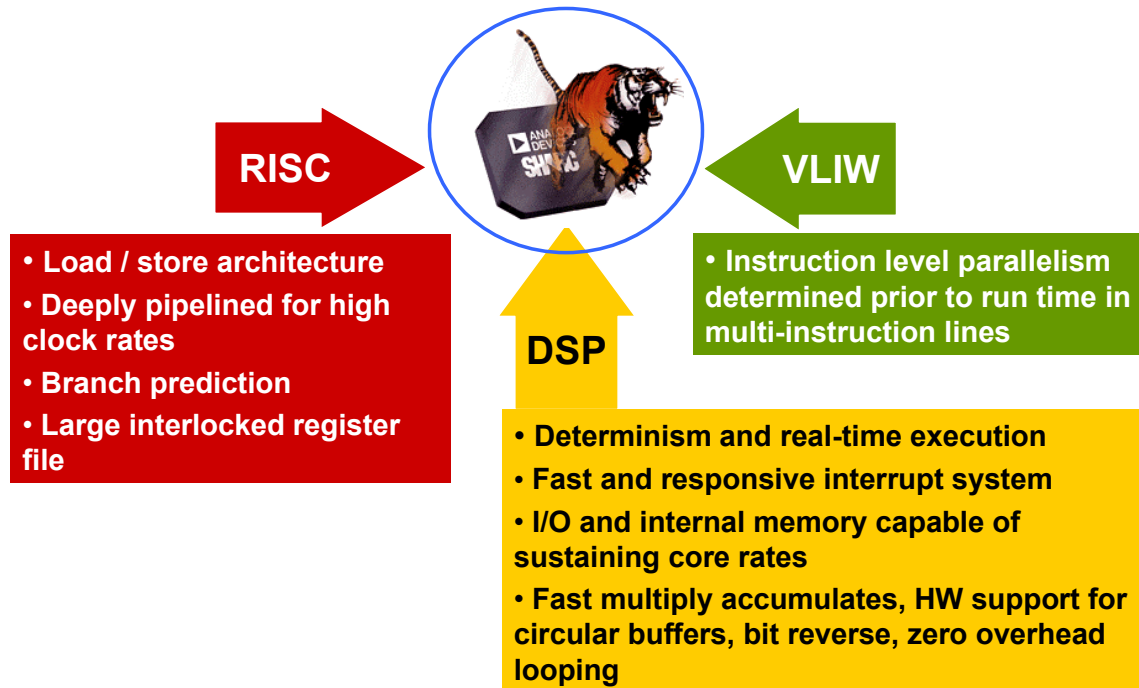 ANALOG
DEVICES
SHARC
RISC
VLIW
• Load / store architecture
• Deeply pipelined for high
clock rates
• Branch prediction
• Large interlocked register
file
• Instruction level parallelism
determined prior to run time in
multi-instruction lines
DSP
• Determinism and real-time execution
• Fast and responsive interrupt system
• I/O and internal memory capable of
sustaining core rates
• Fast multiply accumulates, HW support for
circular buffers, bit reverse, zero overhead
looping